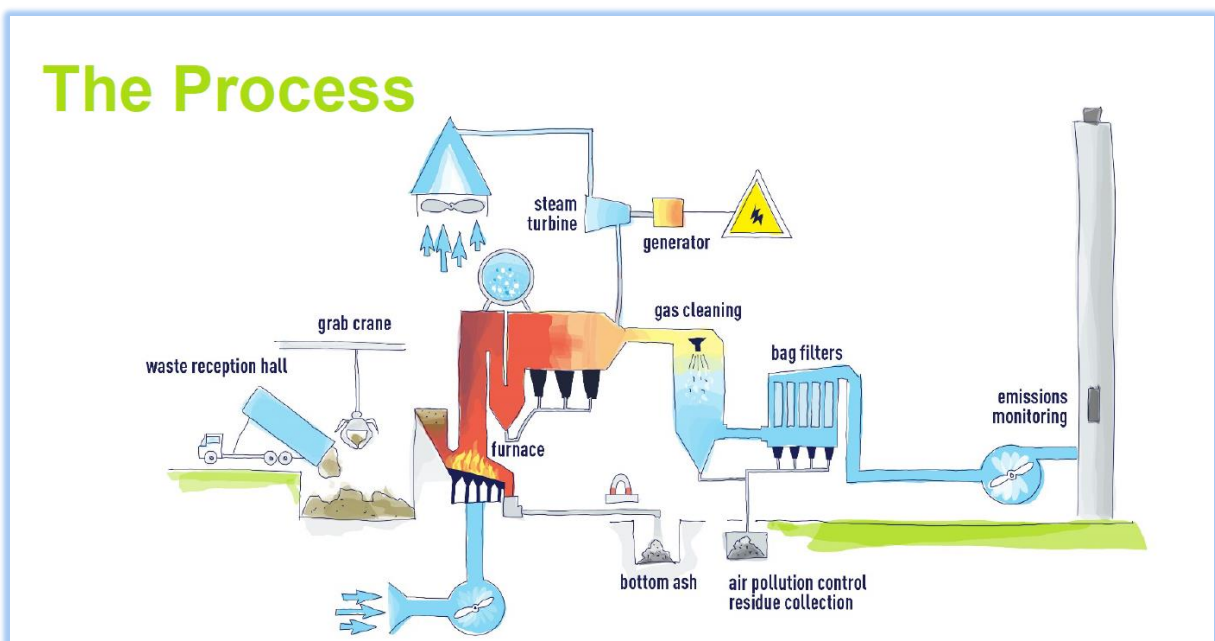 The Process
steam
turbine
generator
gas cleaning
grab crane
bag filters
waste reception hall
emissions
monitoring
furnace
bottom ash
air pollution control
residue collection